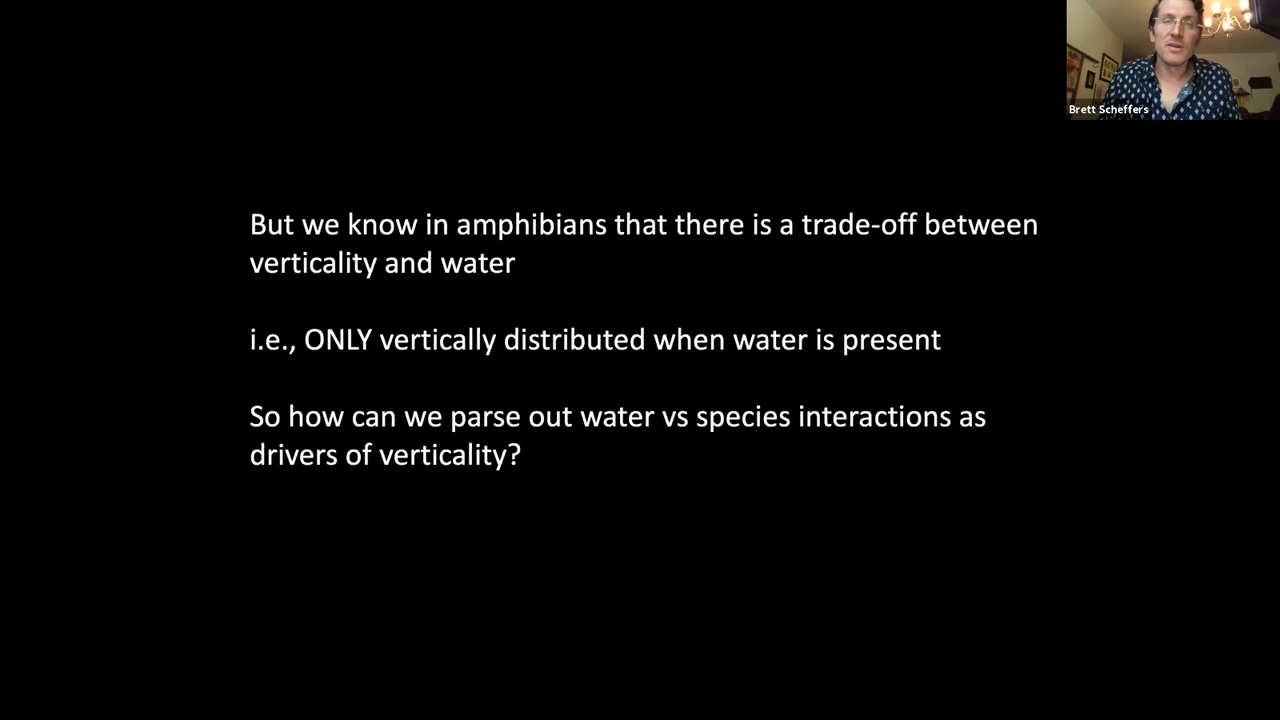 Brett Scheffers
But we know in amphibians that there is a trade-off between
verticality and water
i.e., ONLY vertically distributed when water is present
So how can we parse out water vs species interactions as
drivers of verticality?